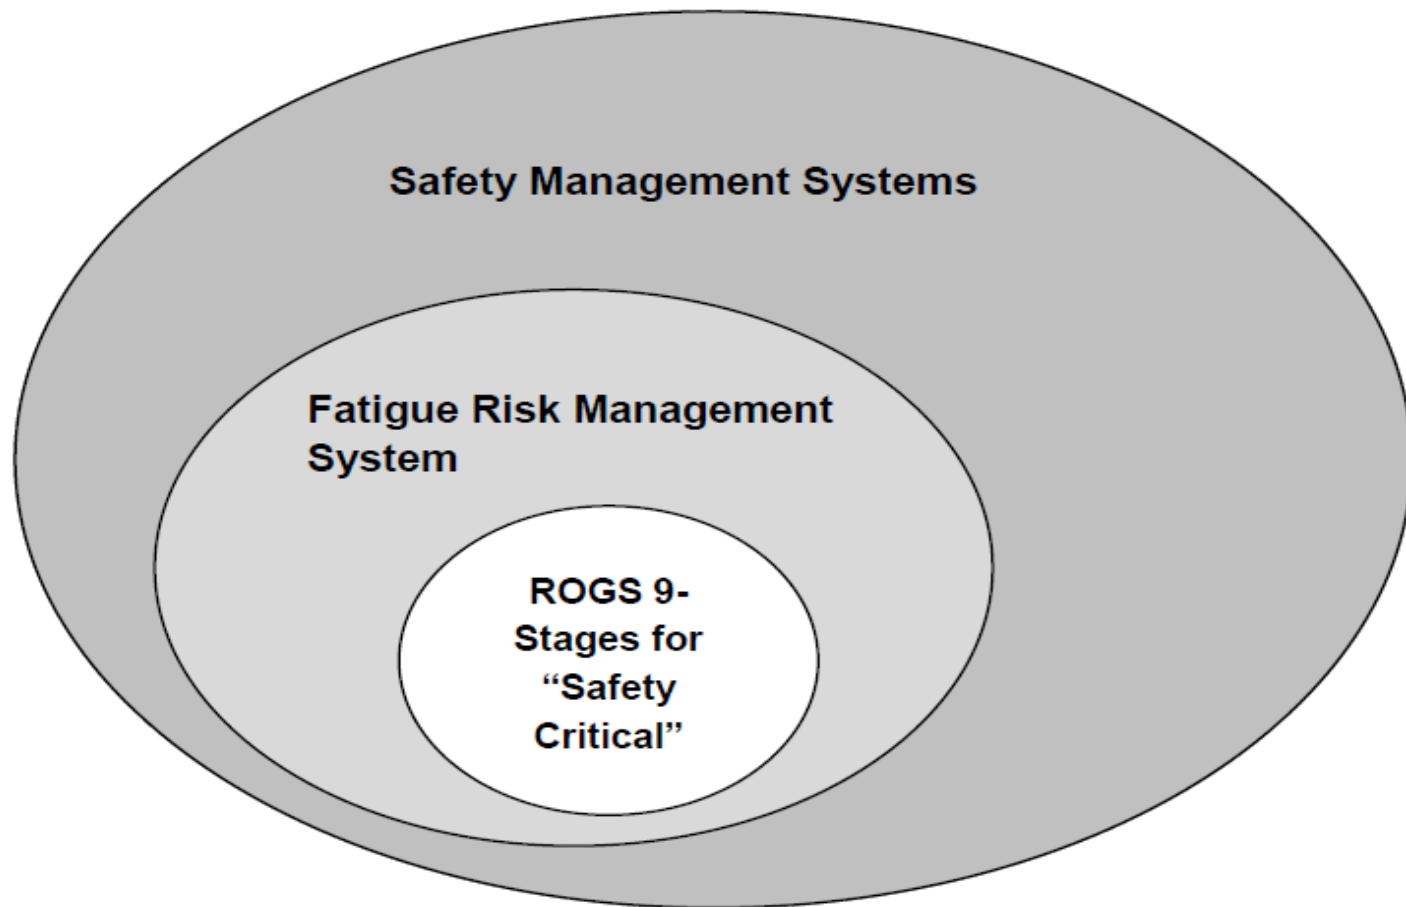 Safety Management Systems
Fatigue Risk Management
System
ROGS 9-
Stages for
“Safety
Critical”